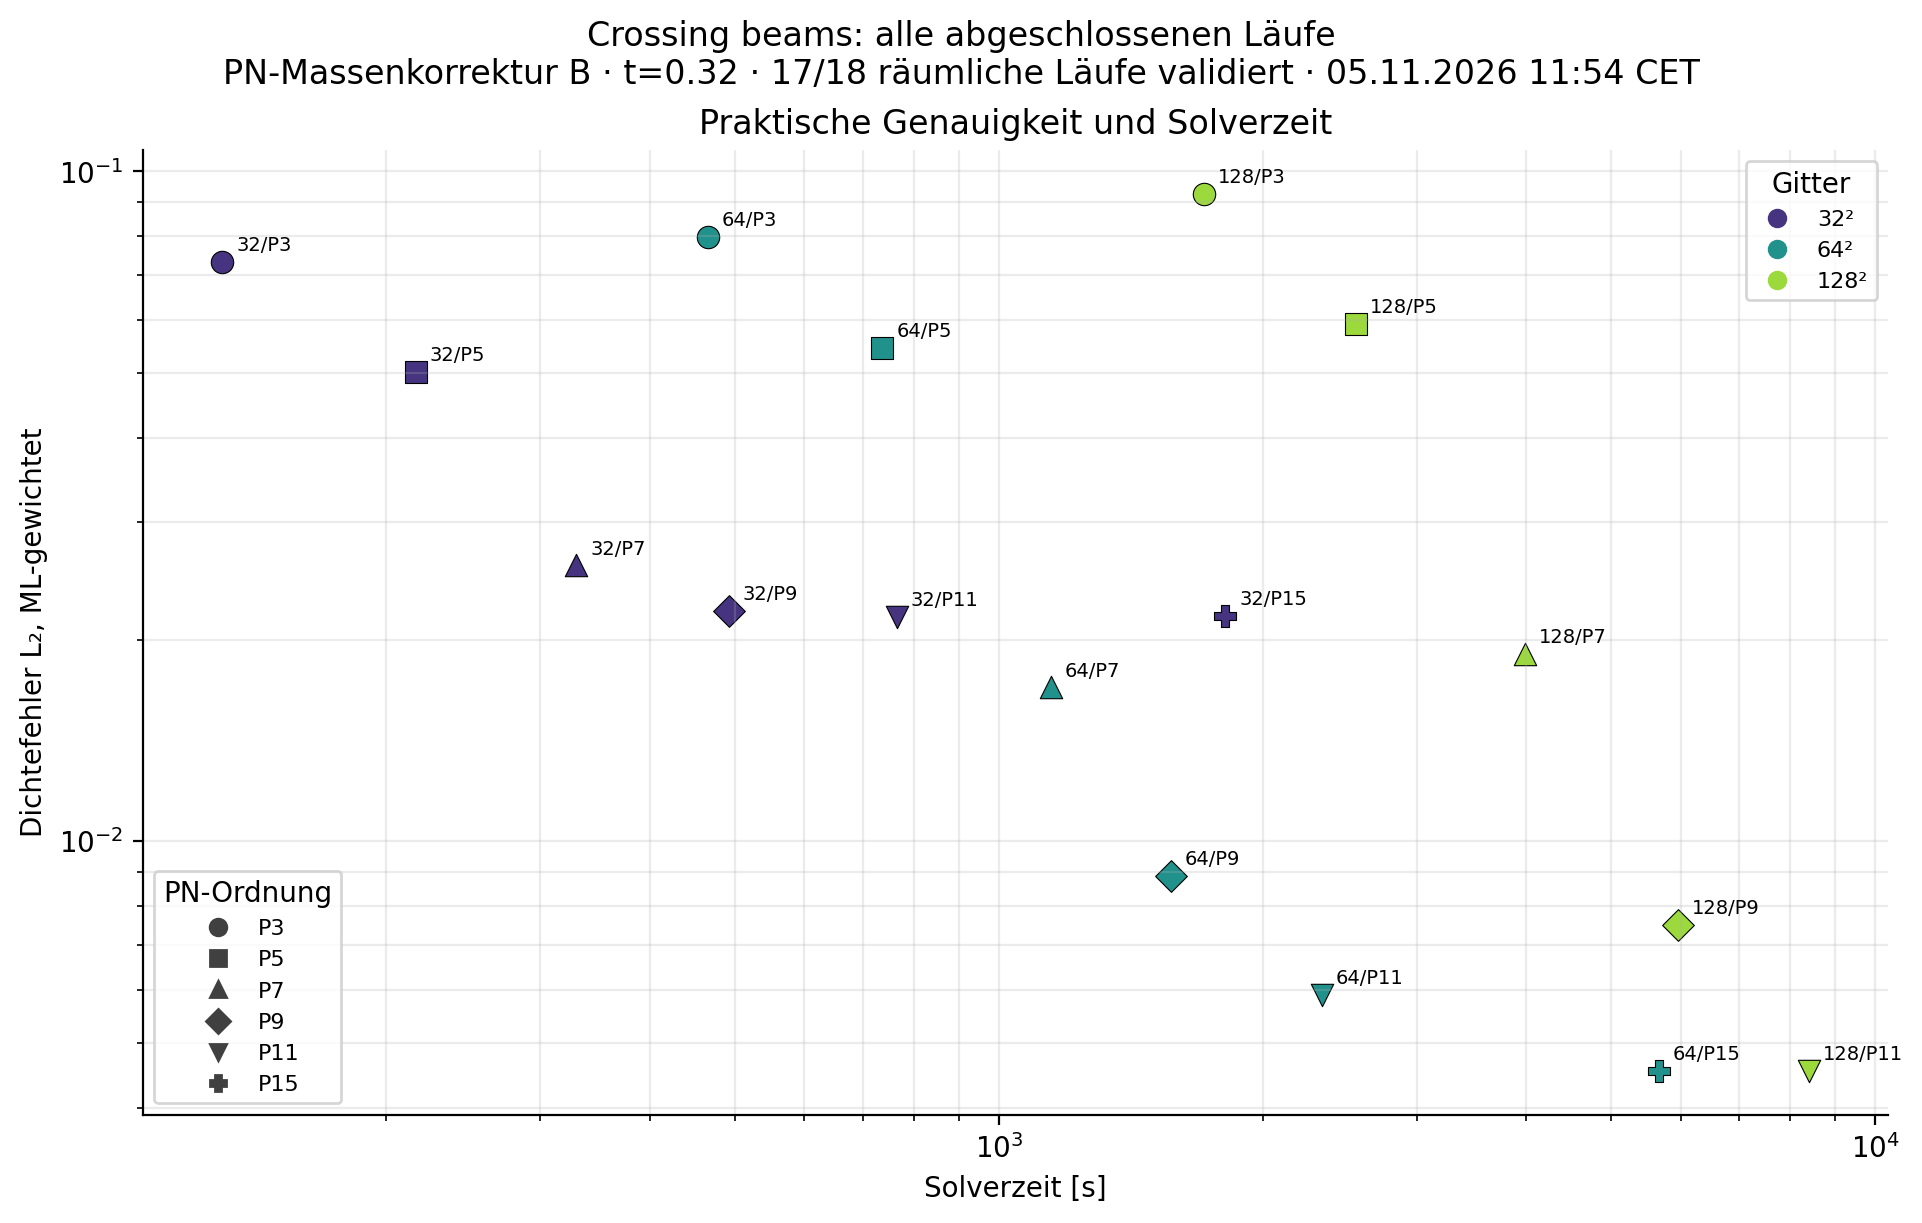 Crossing beams: alle abgeschlossenen Läufe
PN-Massenkorrektur B · t=0.32 · 17/18 räumliche Läufe validiert · 05.11.2026 11:54 CET
Praktische Genauigkeit und Solverzeit
10⁻¹
10⁻²
Dichtefehler L₂, ML-gewichtet
128/P3
64/P3
32/P3
128/P5
64/P5
32/P5
32/P7
32/P9
32/P11
32/P15
128/P7
64/P7
64/P9
128/P9
64/P11
64/P15
128/P11
Gitter
32²
64²
128²
PN-Ordnung
P3
P5
P7
P9
P11
P15
10³
10⁴
Solverzeit [s]